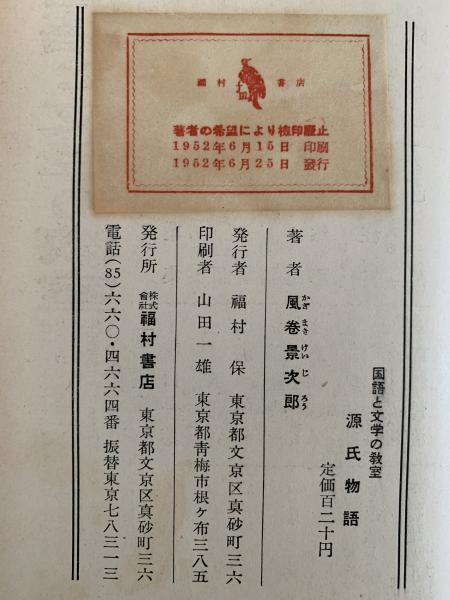 福村書店
著者の希望により検印廢止
1952年6月15日 印刷
1952年6月25日 發行
国語と文学の教室
源氏物語
定価百二十円
著者 風巻景次郎
かざ まき けい じ ろう
発行者 福村 保 東京都文京区真砂町三六
印刷者 山田一雄 東京都青梅市根ヶ布三八五
発行所 株式會社 福村書店 東京都文京区真砂町三六
電話(85)六六〇・四六六四番 振替東京七八三一三